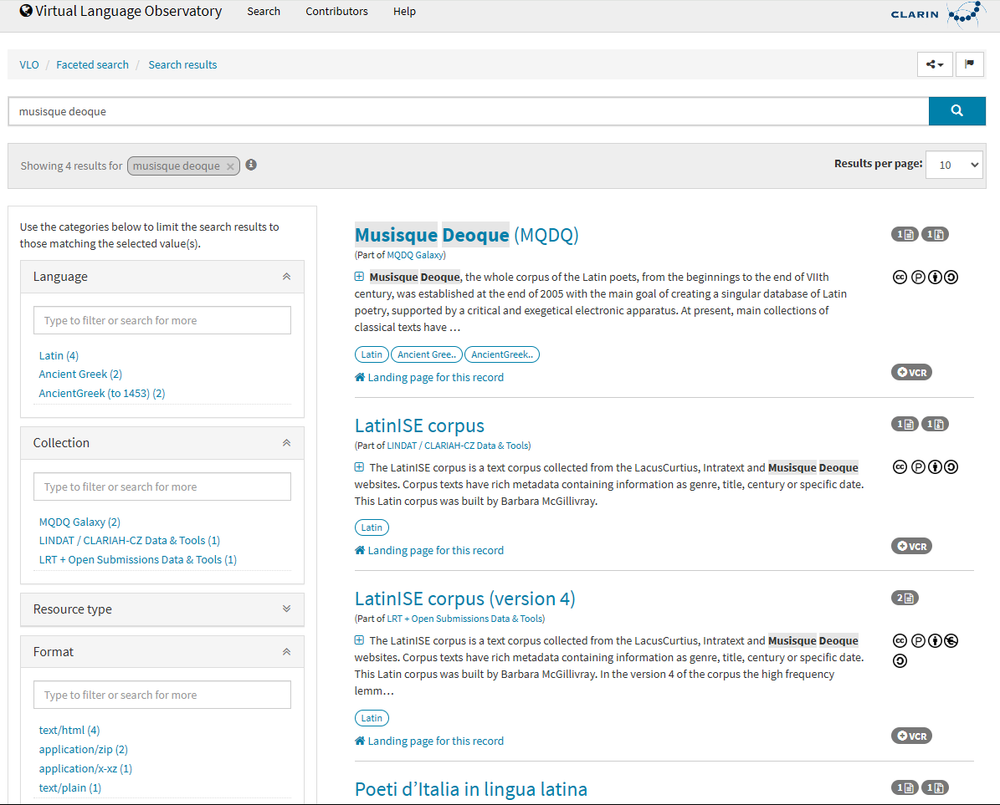 Virtual Language Observatory
Search
Contributors
Help
CLARIN
VLO / Faceted search / Search results
musisque deoque
Showing 4 results for musisque deoque ×
Results per page: 10
Use the categories below to limit the search results to
those matching the selected value(s).
Language
Type to filter or search for more
Latin (4)
Ancient Greek (2)
AncientGreek (to 1453) (2)
Collection
Type to filter or search for more
MQDQ Galaxy (2)
LINDAT / CLARIAH-CZ Data & Tools (1)
LRT + Open Submissions Data & Tools (1)
Resource type
Format
Type to filter or search for more
text/html (4)
application/zip (2)
application/x-xz (1)
text/plain (1)
Musisque Deoque (MQDQ)
1 1
(Part of MQDQ Galaxy)
Musisque Deoque, the whole corpus of the Latin poets, from the beginnings to the end of VIIth
century, was established at the end of 2005 with the main goal of creating a singular database of Latin
poetry, supported by a critical and exegetical electronic apparatus. At present, main collections of
classical texts have …
Latin Ancient Gree.. AncientGreek..
Landing page for this record
VCR
LatinISE corpus
1 1
(Part of LINDAT / CLARIAH-CZ Data & Tools)
The LatinISE corpus is a text corpus collected from the LacusCurtius, Intratext and Musisque Deoque
websites. Corpus texts have rich metadata containing information as genre, title, century or specific date.
This Latin corpus was built by Barbara McGillivray.
Latin
Landing page for this record
VCR
LatinISE corpus (version 4)
2
(Part of LRT + Open Submissions Data & Tools)
The LatinISE corpus is a text corpus collected from the LacusCurtius, Intratext and Musisque Deoque
websites. Corpus texts have rich metadata containing information as genre, title, century or specific date.
This Latin corpus was built by Barbara McGillivray. In the version 4 of the corpus the high frequency
lemm…
Latin
Landing page for this record
VCR
Poeti d’Italia in lingua latina
1 1